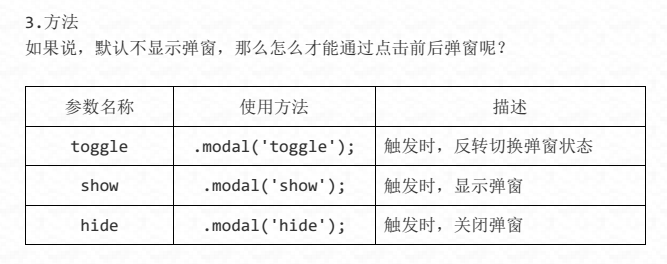 3.方法
如果说，默认不显示弹窗，那么怎么才能通过点击前后弹窗呢？
参数名称 使用方法 描述
toggle .modal('toggle'); 触发时，反转切换弹窗状态
show .modal('show'); 触发时，显示弹窗
hide .modal('hide'); 触发时，关闭弹窗